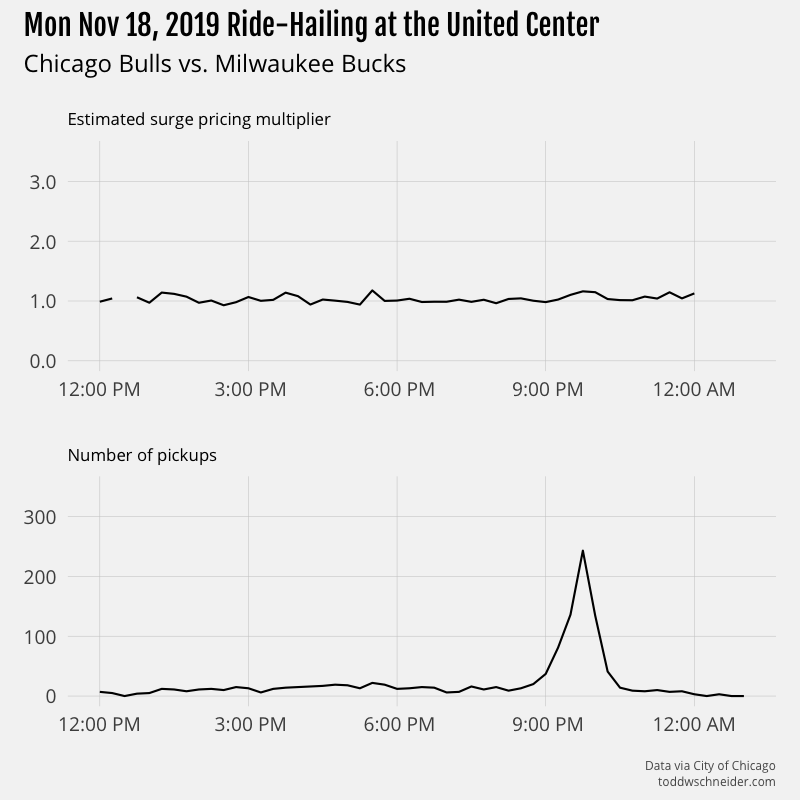 Mon Nov 18, 2019 Ride-Hailing at the United Center
Chicago Bulls vs. Milwaukee Bucks
Estimated surge pricing multiplier
3.0
2.0
1.0
0.0
12:00 PM 3:00 PM 6:00 PM 9:00 PM 12:00 AM
Number of pickups
300
200
100
0
12:00 PM 3:00 PM 6:00 PM 9:00 PM 12:00 AM
Data via City of Chicago
toddwschneider.com